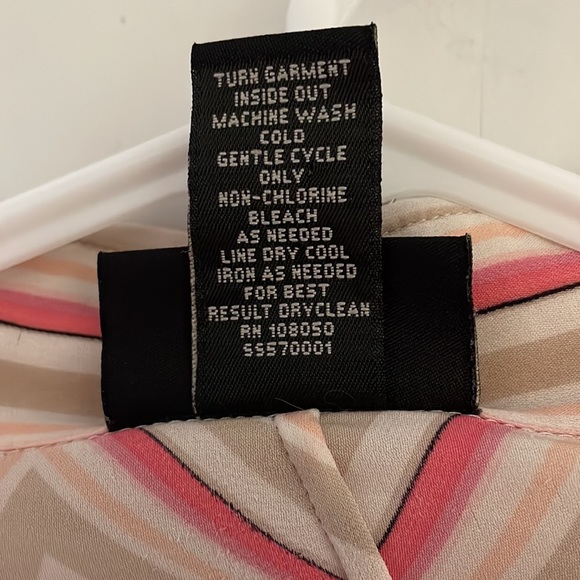 TURN GARMENT
INSIDE OUT
MACHINE WASH
COLD
GENTLE CYCLE
ONLY
NON-CHLORINE
BLEACH
AS NEEDED
LINE DRY COOL
IRON AS NEEDED
FOR BEST
RESULT DRYCLEAN
RN 108050
SS570001